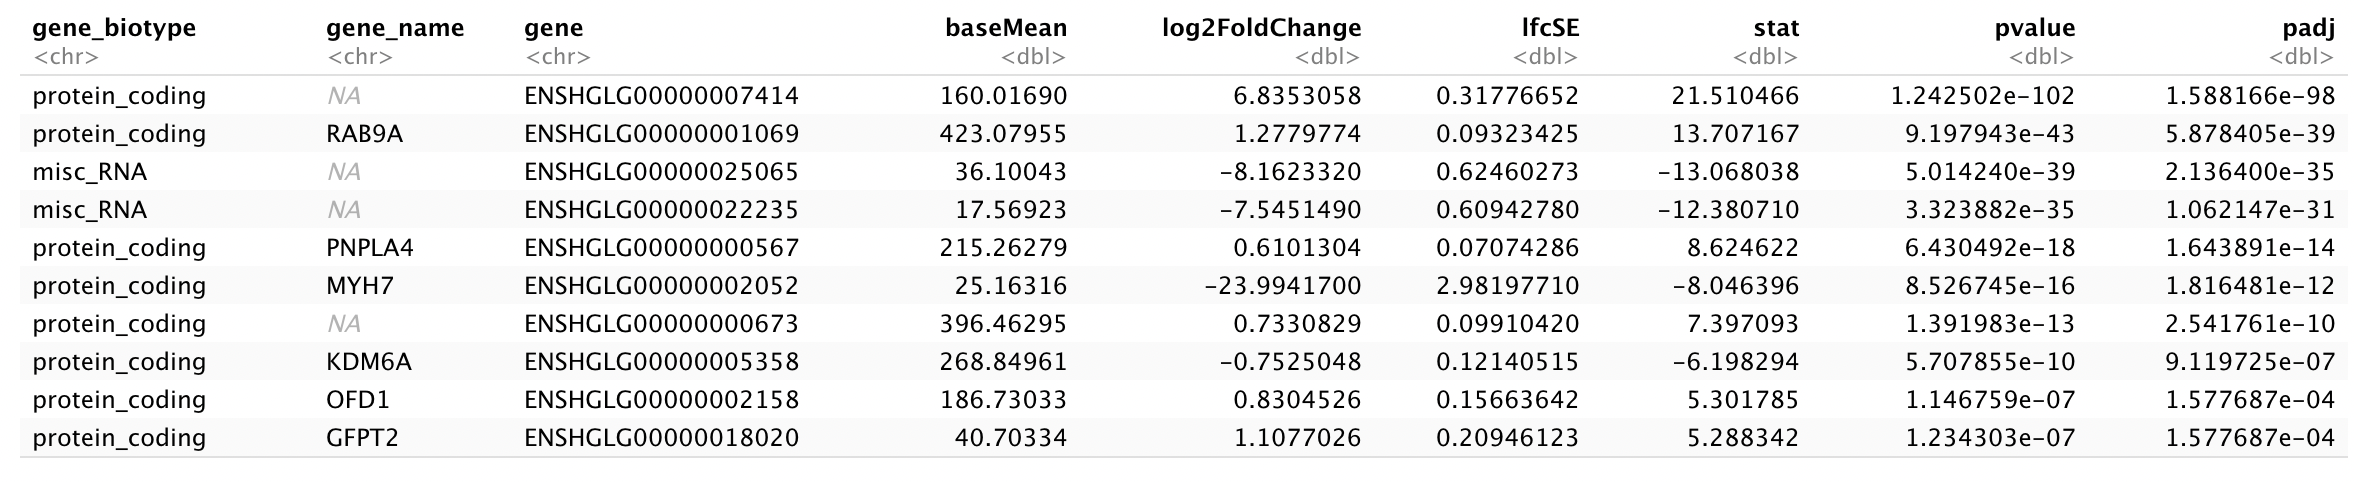 gene_biotype gene_name gene baseMean log2FoldChange lfcSE stat pvalue padj
<chr> <chr> <chr> <dbl> <dbl> <dbl> <dbl> <dbl> <dbl>
protein_coding NA ENSHGLG00000007414 160.01690 6.8353058 0.31776652 21.510466 1.242502e-102 1.588166e-98
protein_coding RAB9A ENSHGLG00000001069 423.07955 1.2779774 0.09323425 13.707167 9.197943e-43 5.878405e-39
misc_RNA NA ENSHGLG00000025065 36.10043 -8.1623320 0.62460273 -13.068038 5.014240e-39 2.136400e-35
misc_RNA NA ENSHGLG00000022235 17.56923 -7.5451490 0.60942780 -12.380710 3.323882e-35 1.062147e-31
protein_coding PNPLA4 ENSHGLG00000000567 215.26279 0.6101304 0.07074286 8.624622 6.430492e-18 1.643891e-14
protein_coding MYH7 ENSHGLG00000002052 25.16316 -23.9941700 2.98197710 -8.046396 8.526745e-16 1.816481e-12
protein_coding NA ENSHGLG00000000673 396.46295 0.7330829 0.09910420 7.397093 1.391983e-13 2.541761e-10
protein_coding KDM6A ENSHGLG00000005358 268.84961 -0.7525048 0.12140515 -6.198294 5.707855e-10 9.119725e-07
protein_coding OFD1 ENSHGLG00000002158 186.73033 0.8304526 0.15663642 5.301785 1.146759e-07 1.577687e-04
protein_coding GFPT2 ENSHGLG00000018020 40.70334 1.1077026 0.20946123 5.288342 1.234303e-07 1.577687e-04